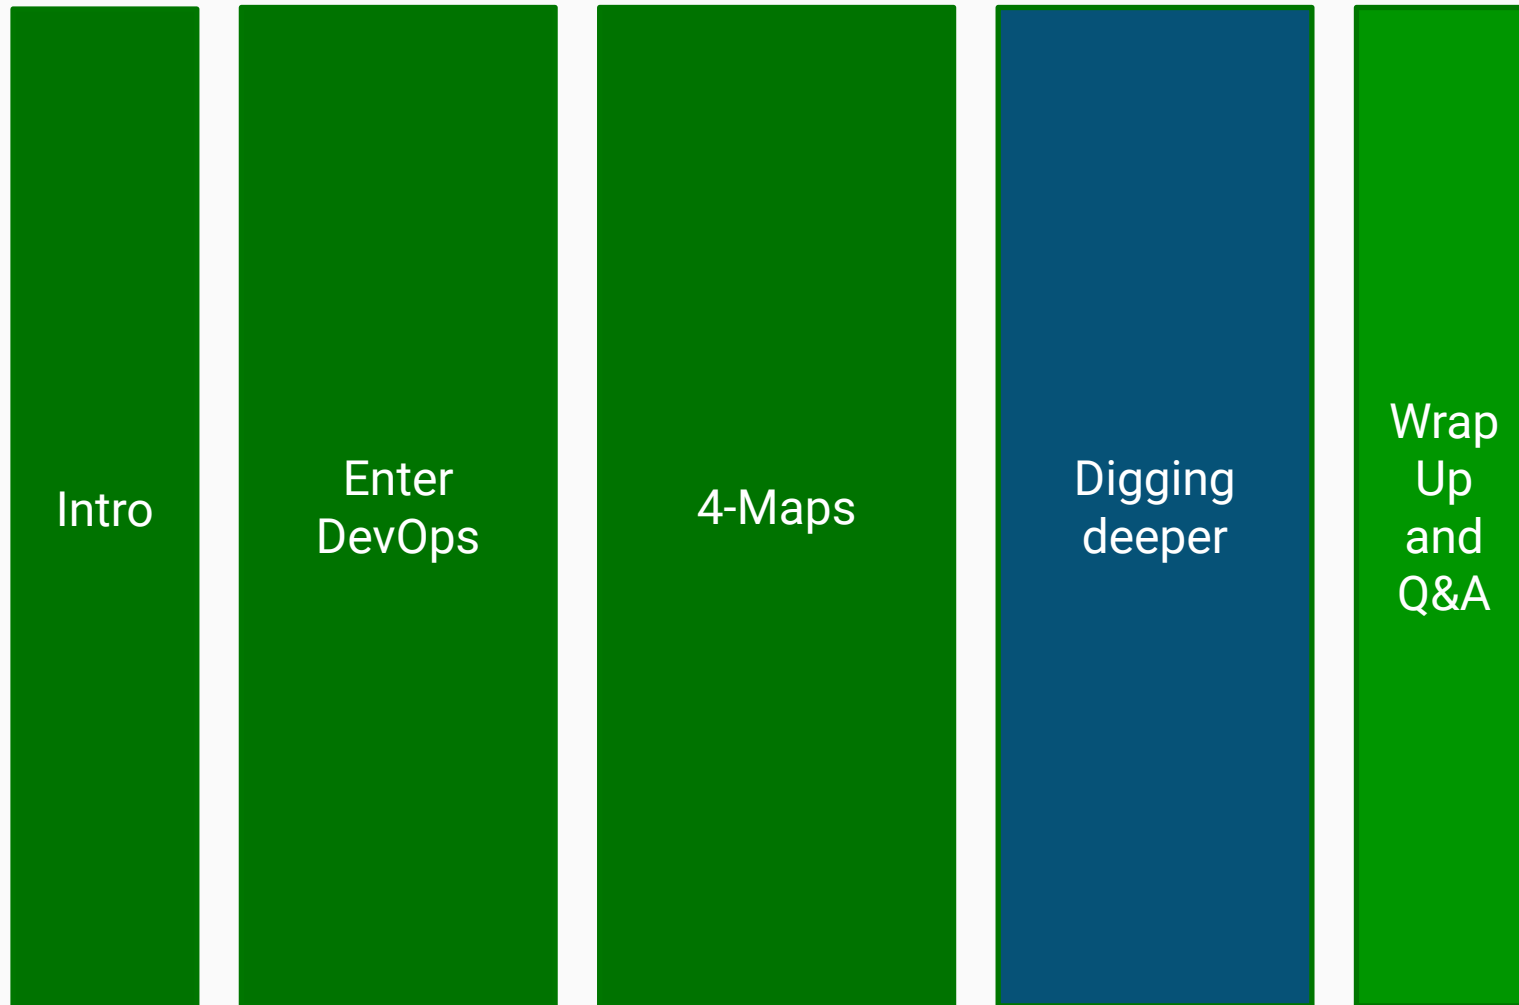 Intro
Enter
DevOps
4-Maps
Digging
deeper
Wrap
Up
and
Q&A